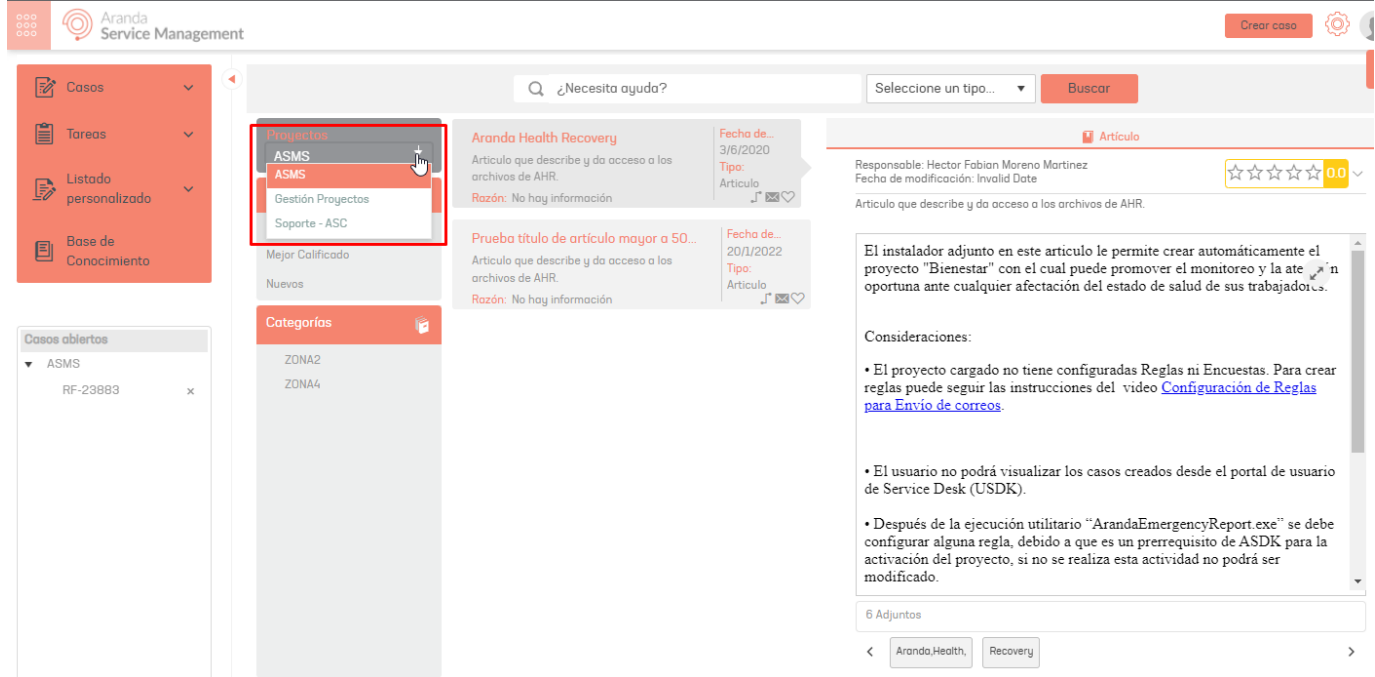 Aranda
Service Management
Crear caso
Casos
Tareas
Listado
personalizado
Base de
Conocimiento
Casos abiertos
ASMS
RF-23883
×
¿Necesita ayuda?
Seleccione un tipo...
Buscar
Proyectos
ASMS
ASMS
Gestión Proyectos
Soporte - ASC
Mejor Calificado
Nuevos
Categorías
ZONA2
ZONA4
Aranda Health Recovery
Articulo que describe y da acceso a los
archivos de AHR.
Razón: No hay información
Fecha de...
3/6/2020
Tipo:
Articulo
Prueba título de artículo mayor a 50...
Articulo que describe y da acceso a los
archivos de AHR.
Razón: No hay información
Fecha de...
20/1/2022
Tipo:
Articulo
Artículo
Responsable: Hector Fabian Moreno Martinez
Fecha de modificación: Invalid Date
0.0
Articulo que describe y da acceso a los archivos de AHR.
El instalador adjunto en este articulo le permite crear automáticamente el
proyecto "Bienestar" con el cual puede promover el monitoreo y la ate n
oportuna ante cualquier afectación del estado de salud de sus trabajadores.
Consideraciones:
• El proyecto cargado no tiene configuradas Reglas ni Encuestas. Para crear
reglas puede seguir las instrucciones del video Configuración de Reglas
para Envío de correos.
• El usuario no podrá visualizar los casos creados desde el portal de usuario
de Service Desk (USDK).
• Después de la ejecución utilitario “ArandaEmergencyReport.exe” se debe
configurar alguna regla, debido a que es un prerrequisito de ASDK para la
activación del proyecto, si no se realiza esta actividad no podrá ser
modificado.
6 Adjuntos
Aranda,Health,
Recovery